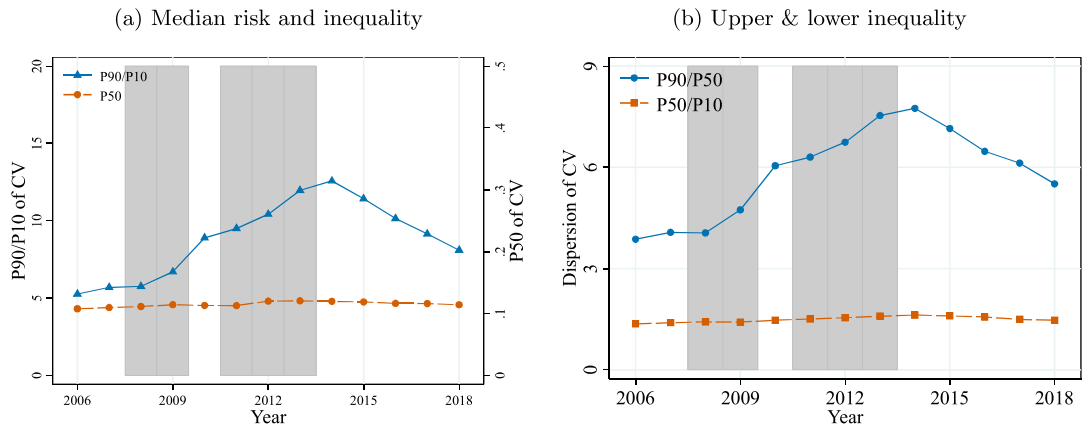 (a) Median risk and inequality
P90/P10 of CV
20
15
10
5
0
P90/P10
P50
.5
.4
.3
.2
.1
0
P50 of CV
2006 2009 2012 2015 2018
Year
(b) Upper & lower inequality
Dispersion of CV
9
6
3
0
P90/P50
P50/P10
2006 2009 2012 2015 2018
Year